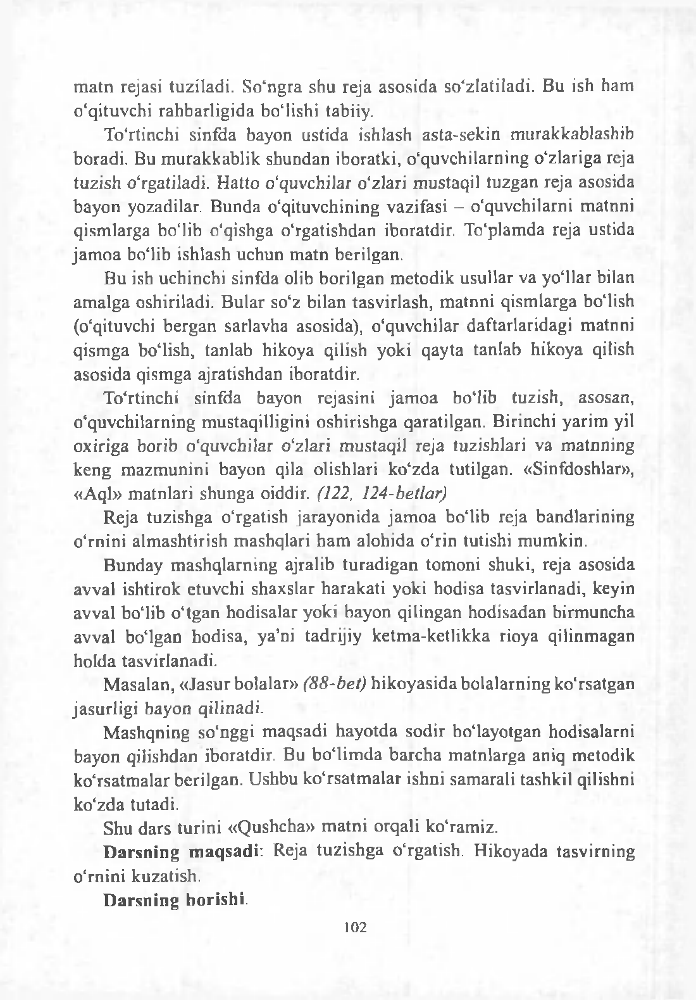 matn rejasi tuziladi. So‘ngra shu reja asosida so‘zlatiladi. Bu ish ham
o‘qituvchi rahbarligida bo‘lishi tabiiy.
To‘rtinchi sinfda bayon ustida ishlash asta-sekin murakkablashib
boradi. Bu murakkablik shundan iboratki, o‘quvchilarning o‘zlariga reja
tuzish o‘rgatiladi. Hatto o‘quvchilar o‘zlari mustaqil tuzgan reja asosida
bayon yozadilar. Bunda o‘qituvchining vazifasi – o‘quvchilarni matnni
qismlarga bo‘lib o‘qishga o‘rgatishdan iboratdir. To‘plamda reja ustida
jamoa bo‘lib ishlash uchun matn berilgan.
Bu ish uchinchi sinfda olib borilgan metodik usullar va yo‘llar bilan
amalga oshiriladi. Bular so‘z bilan tasvirlash, matnni qismlarga bo‘lish
(o‘qituvchi bergan sarlavha asosida), o‘quvchilar daftarlaridagi matnni
qismga bo‘lish, tanlab hikoya qilish yoki qayta tanlab hikoya qilish
asosida qismga ajratishdan iboratdir.
To‘rtinchi sinfda bayon rejasini jamoa bo‘lib tuzish, asosan,
o‘quvchilarning mustaqilligini oshirishga qaratilgan. Birinchi yarim yil
oxiriga borib o‘quvchilar o‘zlari mustaqil reja tuzishlari va matnning
keng mazmunini bayon qila olishlari ko‘zda tutilgan. «Sinfdoshlar»,
«Aql» matnlari shunga oiddir. (122, 124-betlar)
Reja tuzishga o‘rgatish jarayonida jamoa bo‘lib reja bandlarining
o‘rnini almashtirish mashqlari ham alohida o‘rin tutishi mumkin.
Bunday mashqlarning ajralib turadigan tomoni shuki, reja asosida
avval ishtirok etuvchi shaxslar harakati yoki hodisa tasvirlanadi, keyin
avval bo‘lib o‘tgan hodisalar yoki bayon qilingan hodisadan birmuncha
avval bo‘lgan hodisa, ya’ni tadrijiy ketma-ketlikka rioya qilinmagan
holda tasvirlanadi.
Masalan, «Jasur bolalar» (88-bet) hikoyasida bolalarning ko‘rsatgan
jasurligi bayon qilinadi.
Mashqning so‘nggi maqsadi hayotda sodir bo‘layotgan hodisalarni
bayon qilishdan iboratdir. Bu bo‘limda barcha matnlarga aniq metodik
ko‘rsatmalar berilgan. Ushbu ko‘rsatmalar ishni samarali tashkil qilishni
ko‘zda tutadi.
Shu dars turini «Qushcha» matni orqali ko‘ramiz.
Darsning maqsadi: Reja tuzishga o‘rgatish. Hikoyada tasvirning
o‘rnini kuzatish.
Darsning borishi.
102